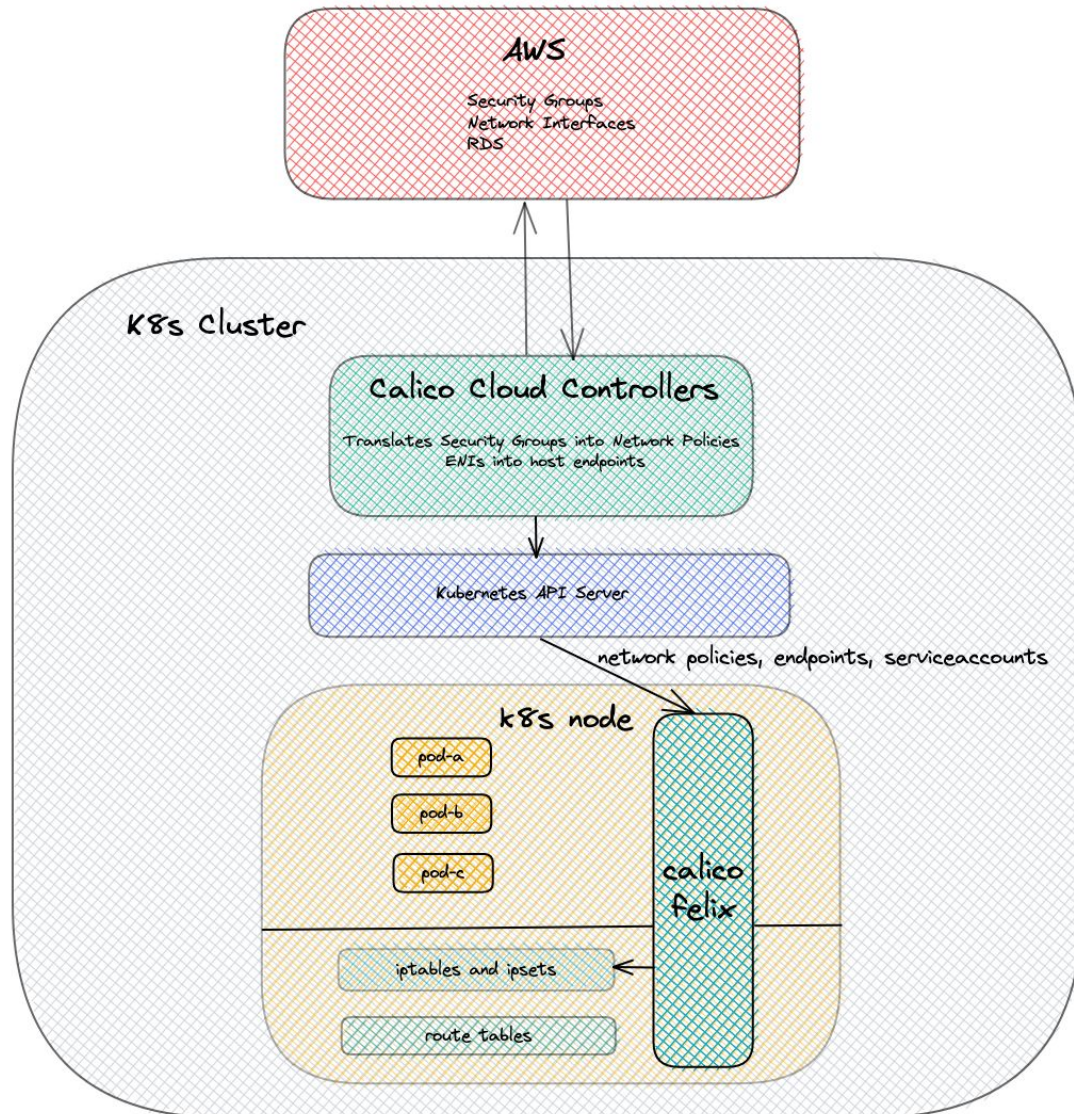 AWS
Security Groups
Network Interfaces
RDS
K8s Cluster
Calico Cloud Controllers
Translates Security Groups into Network Policies
ENIs into host endpoints
Kubernetes API Server
network policies, endpoints, serviceaccounts
k8s node
pod-a
pod-b
pod-c
calico
felix
iptables and ipsets
route tables